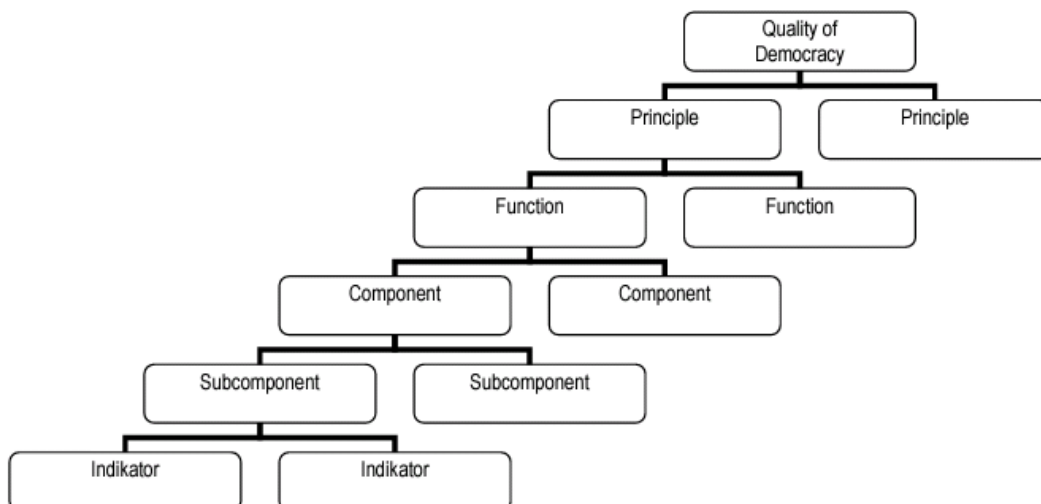 Quality of
Democracy
Principle
Principle
Function
Function
Component
Component
Subcomponent
Subcomponent
Indikator
Indikator